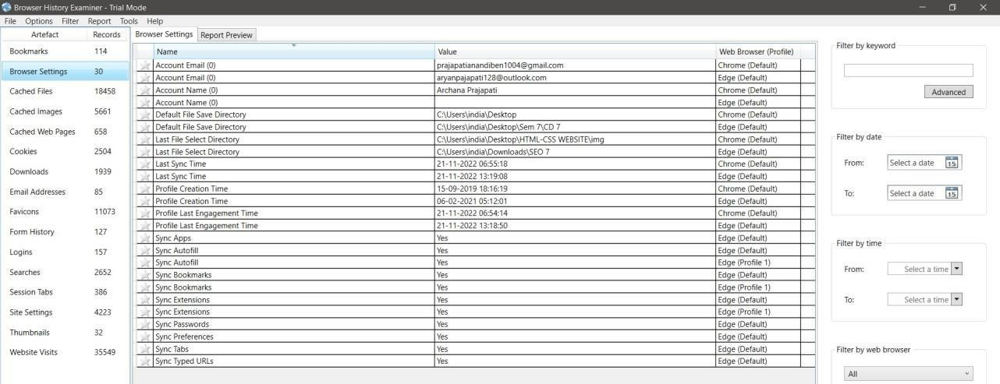 Browser History Examiner - Trial Mode
File Options Filter Report Tools Help
Artefact Records
Bookmarks 114
Browser Settings 30
Cached Files 18458
Cached Images 5661
Cached Web Pages 658
Cookies 2504
Downloads 1939
Email Addresses 85
Favicons 11073
Form History 127
Logins 157
Searches 2652
Session Tabs 386
Site Settings 4223
Thumbnails 32
Website Visits 35549
Browser Settings Report Preview
Name Value Web Browser (Profile)
Account Email (0) prajapatianandiben1004@gmail.com Chrome (Default)
Account Email (0) aryanpajapati128@outlook.com Edge (Default)
Account Name (0) Archana Prajapati Chrome (Default)
Account Name (0) Edge (Default)
Default File Save Directory C:\Users\india\Desktop Chrome (Default)
Default File Save Directory C:\Users\india\Desktop\Sem 7\CD 7 Edge (Default)
Last File Select Directory C:\Users\india\Desktop\HTML-CSS WEBSITE\img Chrome (Default)
Last File Select Directory C:\Users\india\Downloads\SEO 7 Edge (Default)
Last Sync Time 21-11-2022 06:55:18 Chrome (Default)
Last Sync Time 21-11-2022 13:19:08 Edge (Default)
Profile Creation Time 15-09-2019 18:16:19 Chrome (Default)
Profile Creation Time 06-02-2021 05:12:01 Edge (Default)
Profile Last Engagement Time 21-11-2022 06:54:14 Chrome (Default)
Profile Last Engagement Time 21-11-2022 13:18:50 Edge (Default)
Sync Apps Yes Edge (Default)
Sync Autofill Yes Edge (Default)
Sync Autofill Yes Edge (Profile 1)
Sync Bookmarks Yes Edge (Default)
Sync Bookmarks Yes Edge (Profile 1)
Sync Extensions Yes Edge (Default)
Sync Extensions Yes Edge (Profile 1)
Sync Passwords Yes Edge (Default)
Sync Preferences Yes Edge (Default)
Sync Tabs Yes Edge (Default)
Sync Typed URLs Yes Edge (Default)
Filter by keyword
Advanced
Filter by date
From: Select a date 15
To: Select a date 15
Filter by time
From: Select a time
To: Select a time
Filter by web browser
All